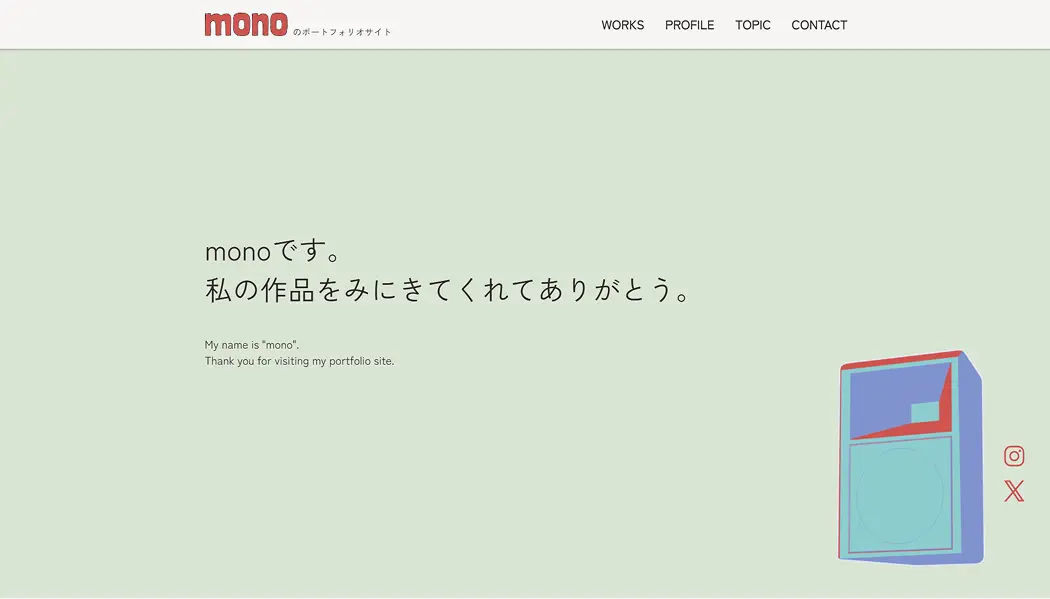 mono のポートフォリオサイト
WORKS PROFILE TOPIC CONTACT
monoです。
私の作品をみにきてくれてありがとう。
My name is "mono".
Thank you for visiting my portfolio site.